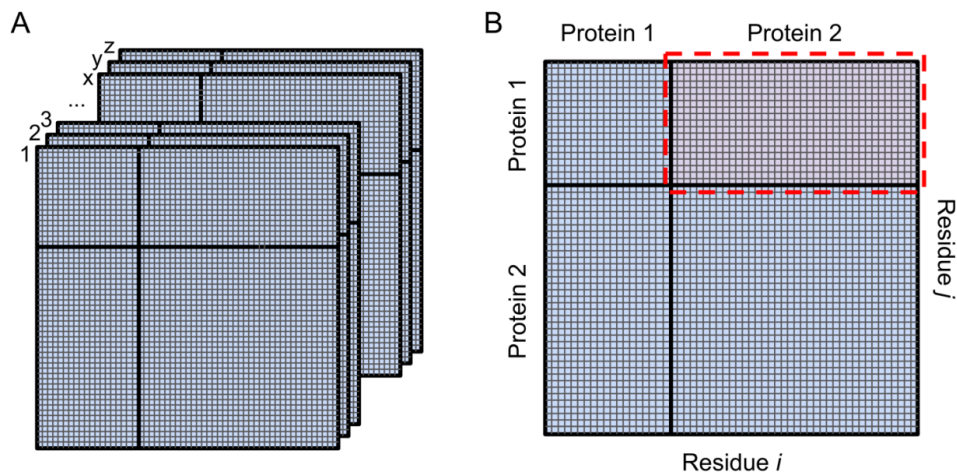 A
z
y
x
...
3
2
1
B
Protein 1
Protein 2
Protein 1
Protein 2
Residue j
Residue i